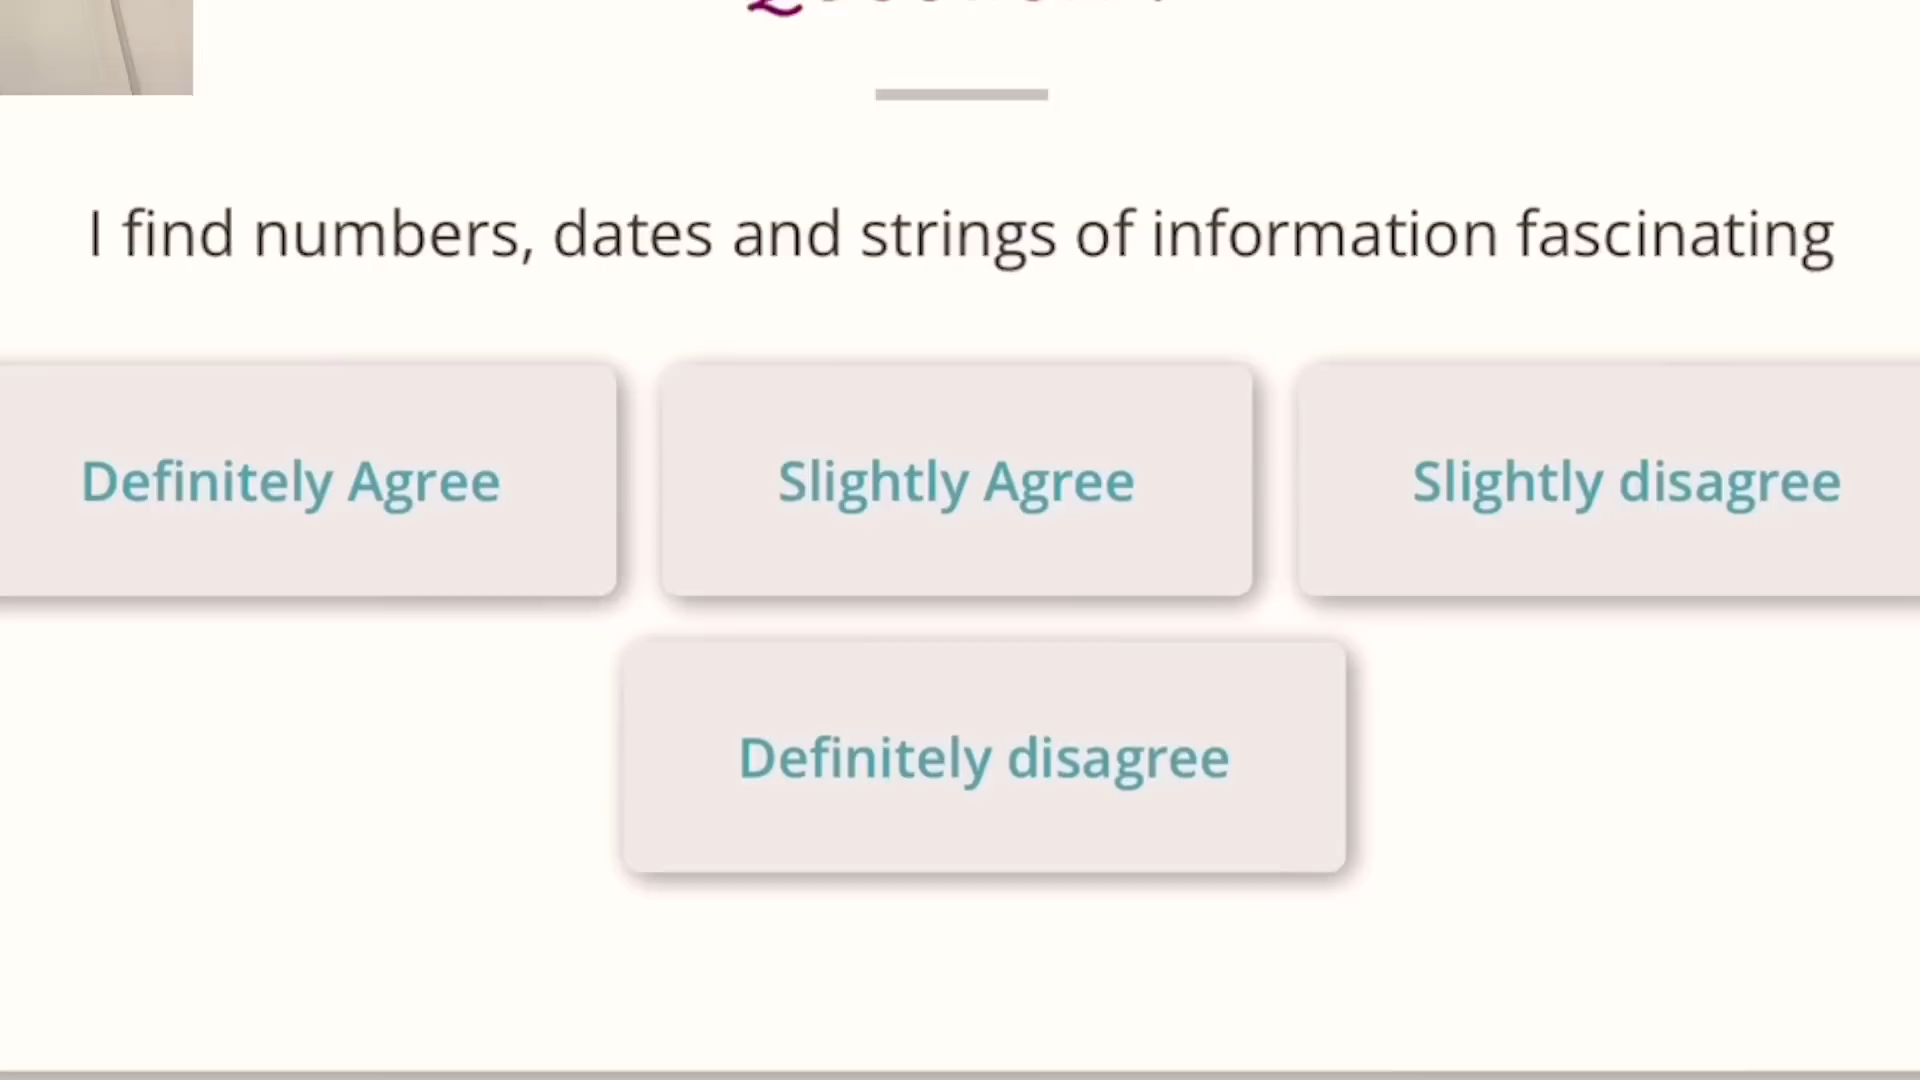 I find numbers, dates and strings of information fascinating
Definitely Agree
Slightly Agree
Slightly disagree
Definitely disagree